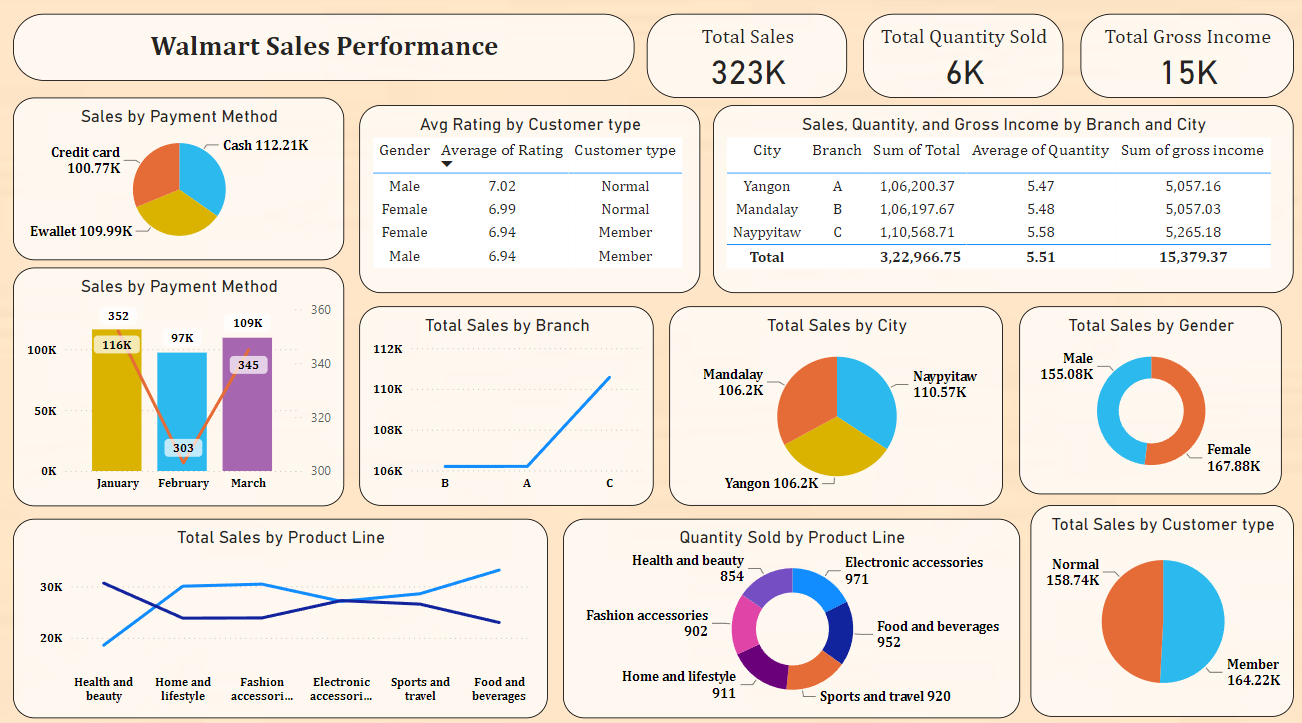 Walmart Sales Performance
Total Sales
323K
Total Quantity Sold
6K
Total Gross Income
15K
Sales by Payment Method
Credit card
100.77K
Cash 112.21K
Ewallet 109.99K
Avg Rating by Customer type
Gender Average of Rating Customer type
Male 7.02 Normal
Female 6.99 Normal
Female 6.94 Member
Male 6.94 Member
Sales, Quantity, and Gross Income by Branch and City
City Branch Sum of Total Average of Quantity Sum of gross income
Yangon A 1,06,200.37 5.47 5,057.16
Mandalay B 1,06,197.67 5.48 5,057.03
Naypyitaw C 1,10,568.71 5.58 5,265.18
Total 3,22,966.75 5.51 15,379.37
Sales by Payment Method
352 360
97K 109K
116K
100K
345 340
50K 320
303
0K 300
January February March
Total Sales by Branch
112K
110K
108K
106K
B A C
Total Sales by City
Mandalay
106.2K
Naypyitaw
110.57K
Yangon 106.2K
Total Sales by Gender
Male
155.08K
Female
167.88K
Total Sales by Product Line
30K
20K
Health and
beauty
Home and
lifestyle
Fashion
accessori...
Electronic
accessori...
Sports and
travel
Food and
beverages
Quantity Sold by Product Line
Health and beauty
854
Electronic accessories
971
Fashion accessories
902
Food and beverages
952
Home and lifestyle
911
Sports and travel 920
Total Sales by Customer type
Normal
158.74K
Member
164.22K